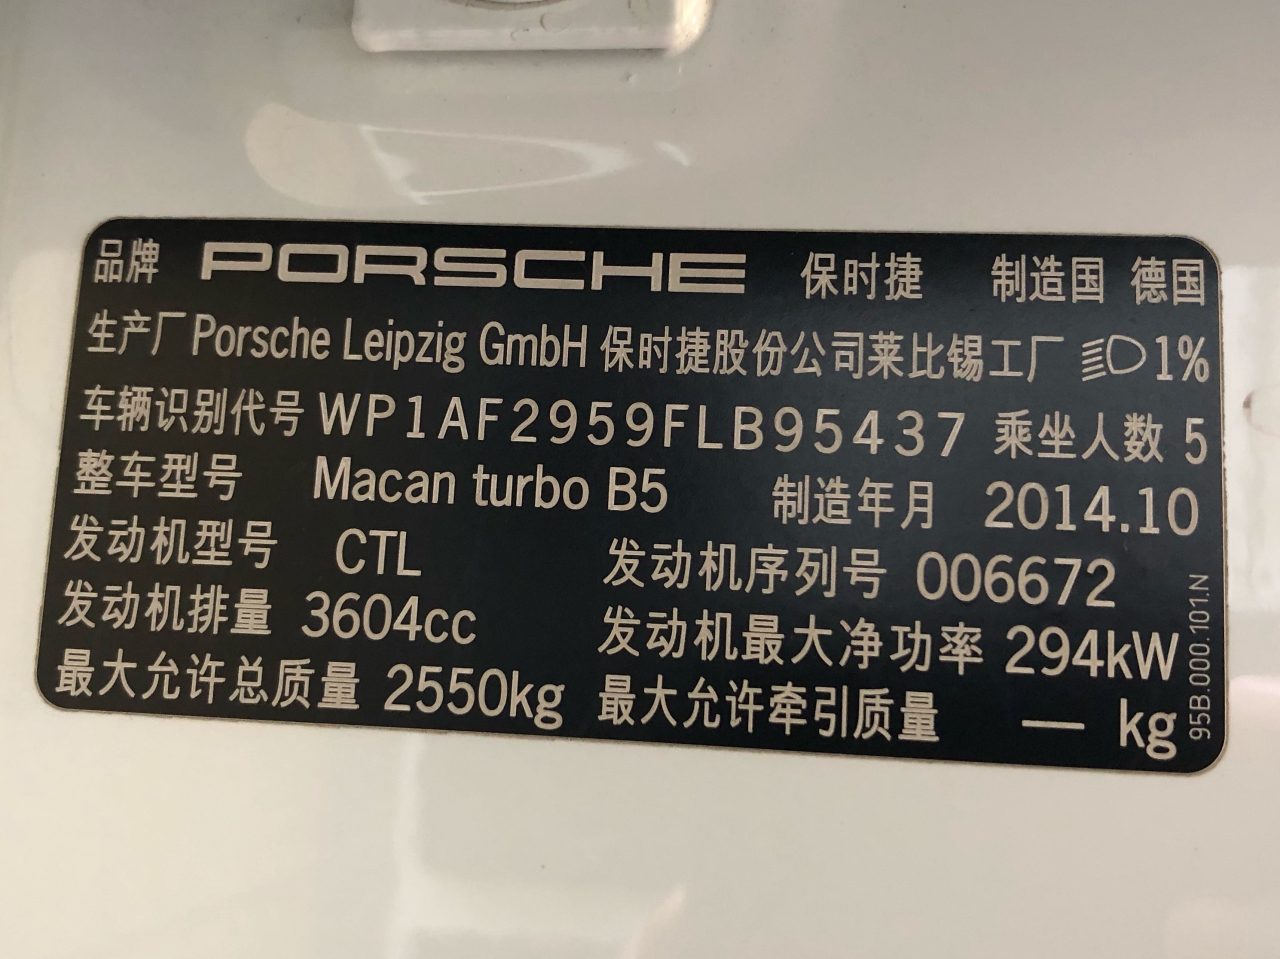 品牌 PORSCHE 保时捷 制造国 德国
生产厂 Porsche Leipzig GmbH 保时捷股份公司莱比锡工厂 1%
车辆识别代号 WP1AF2959FLB95437 乘坐人数 5
整车型号 Macan turbo B5 制造年月 2014.10
发动机型号 CTL 发动机序列号 006672
发动机排量 3604cc 发动机最大净功率 294kW
最大允许总质量 2550kg 最大允许牵引质量 — kg
95B.000.101.N